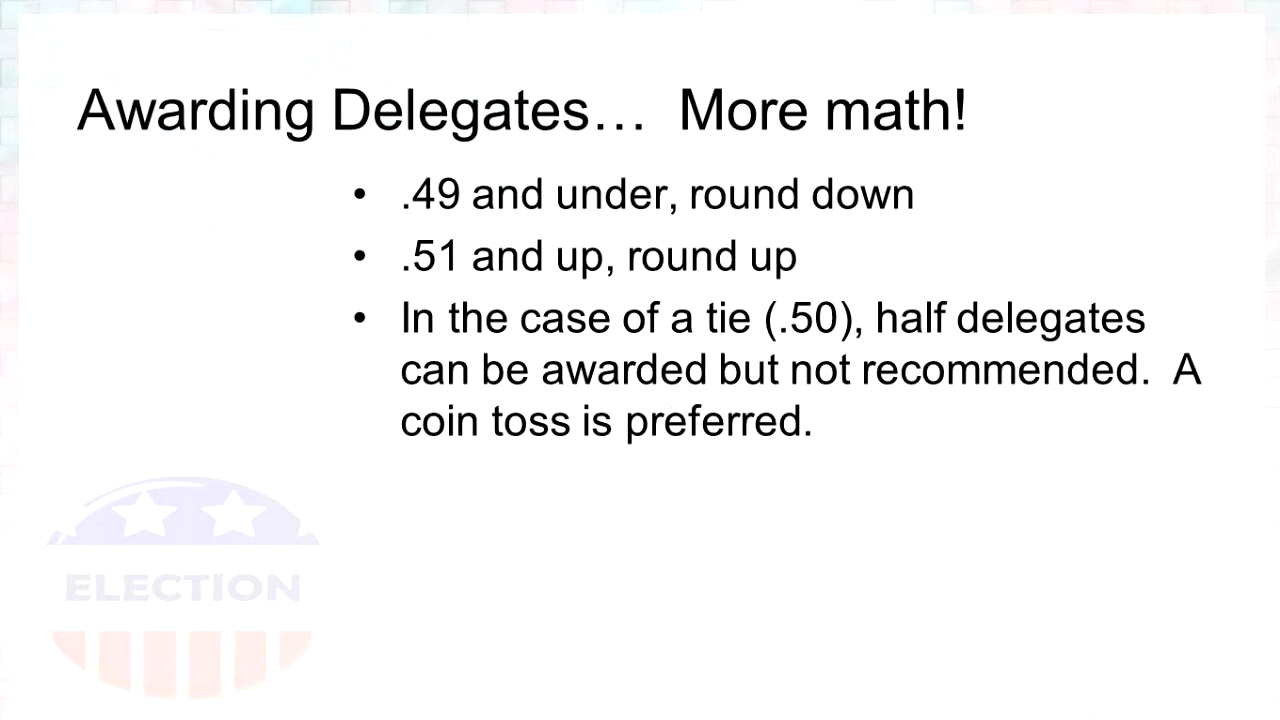 Awarding Delegates…  More math!
• .49 and under, round down
• .51 and up, round up
• In the case of a tie (.50), half delegates
can be awarded but not recommended.  A
coin toss is preferred.
ELECTION